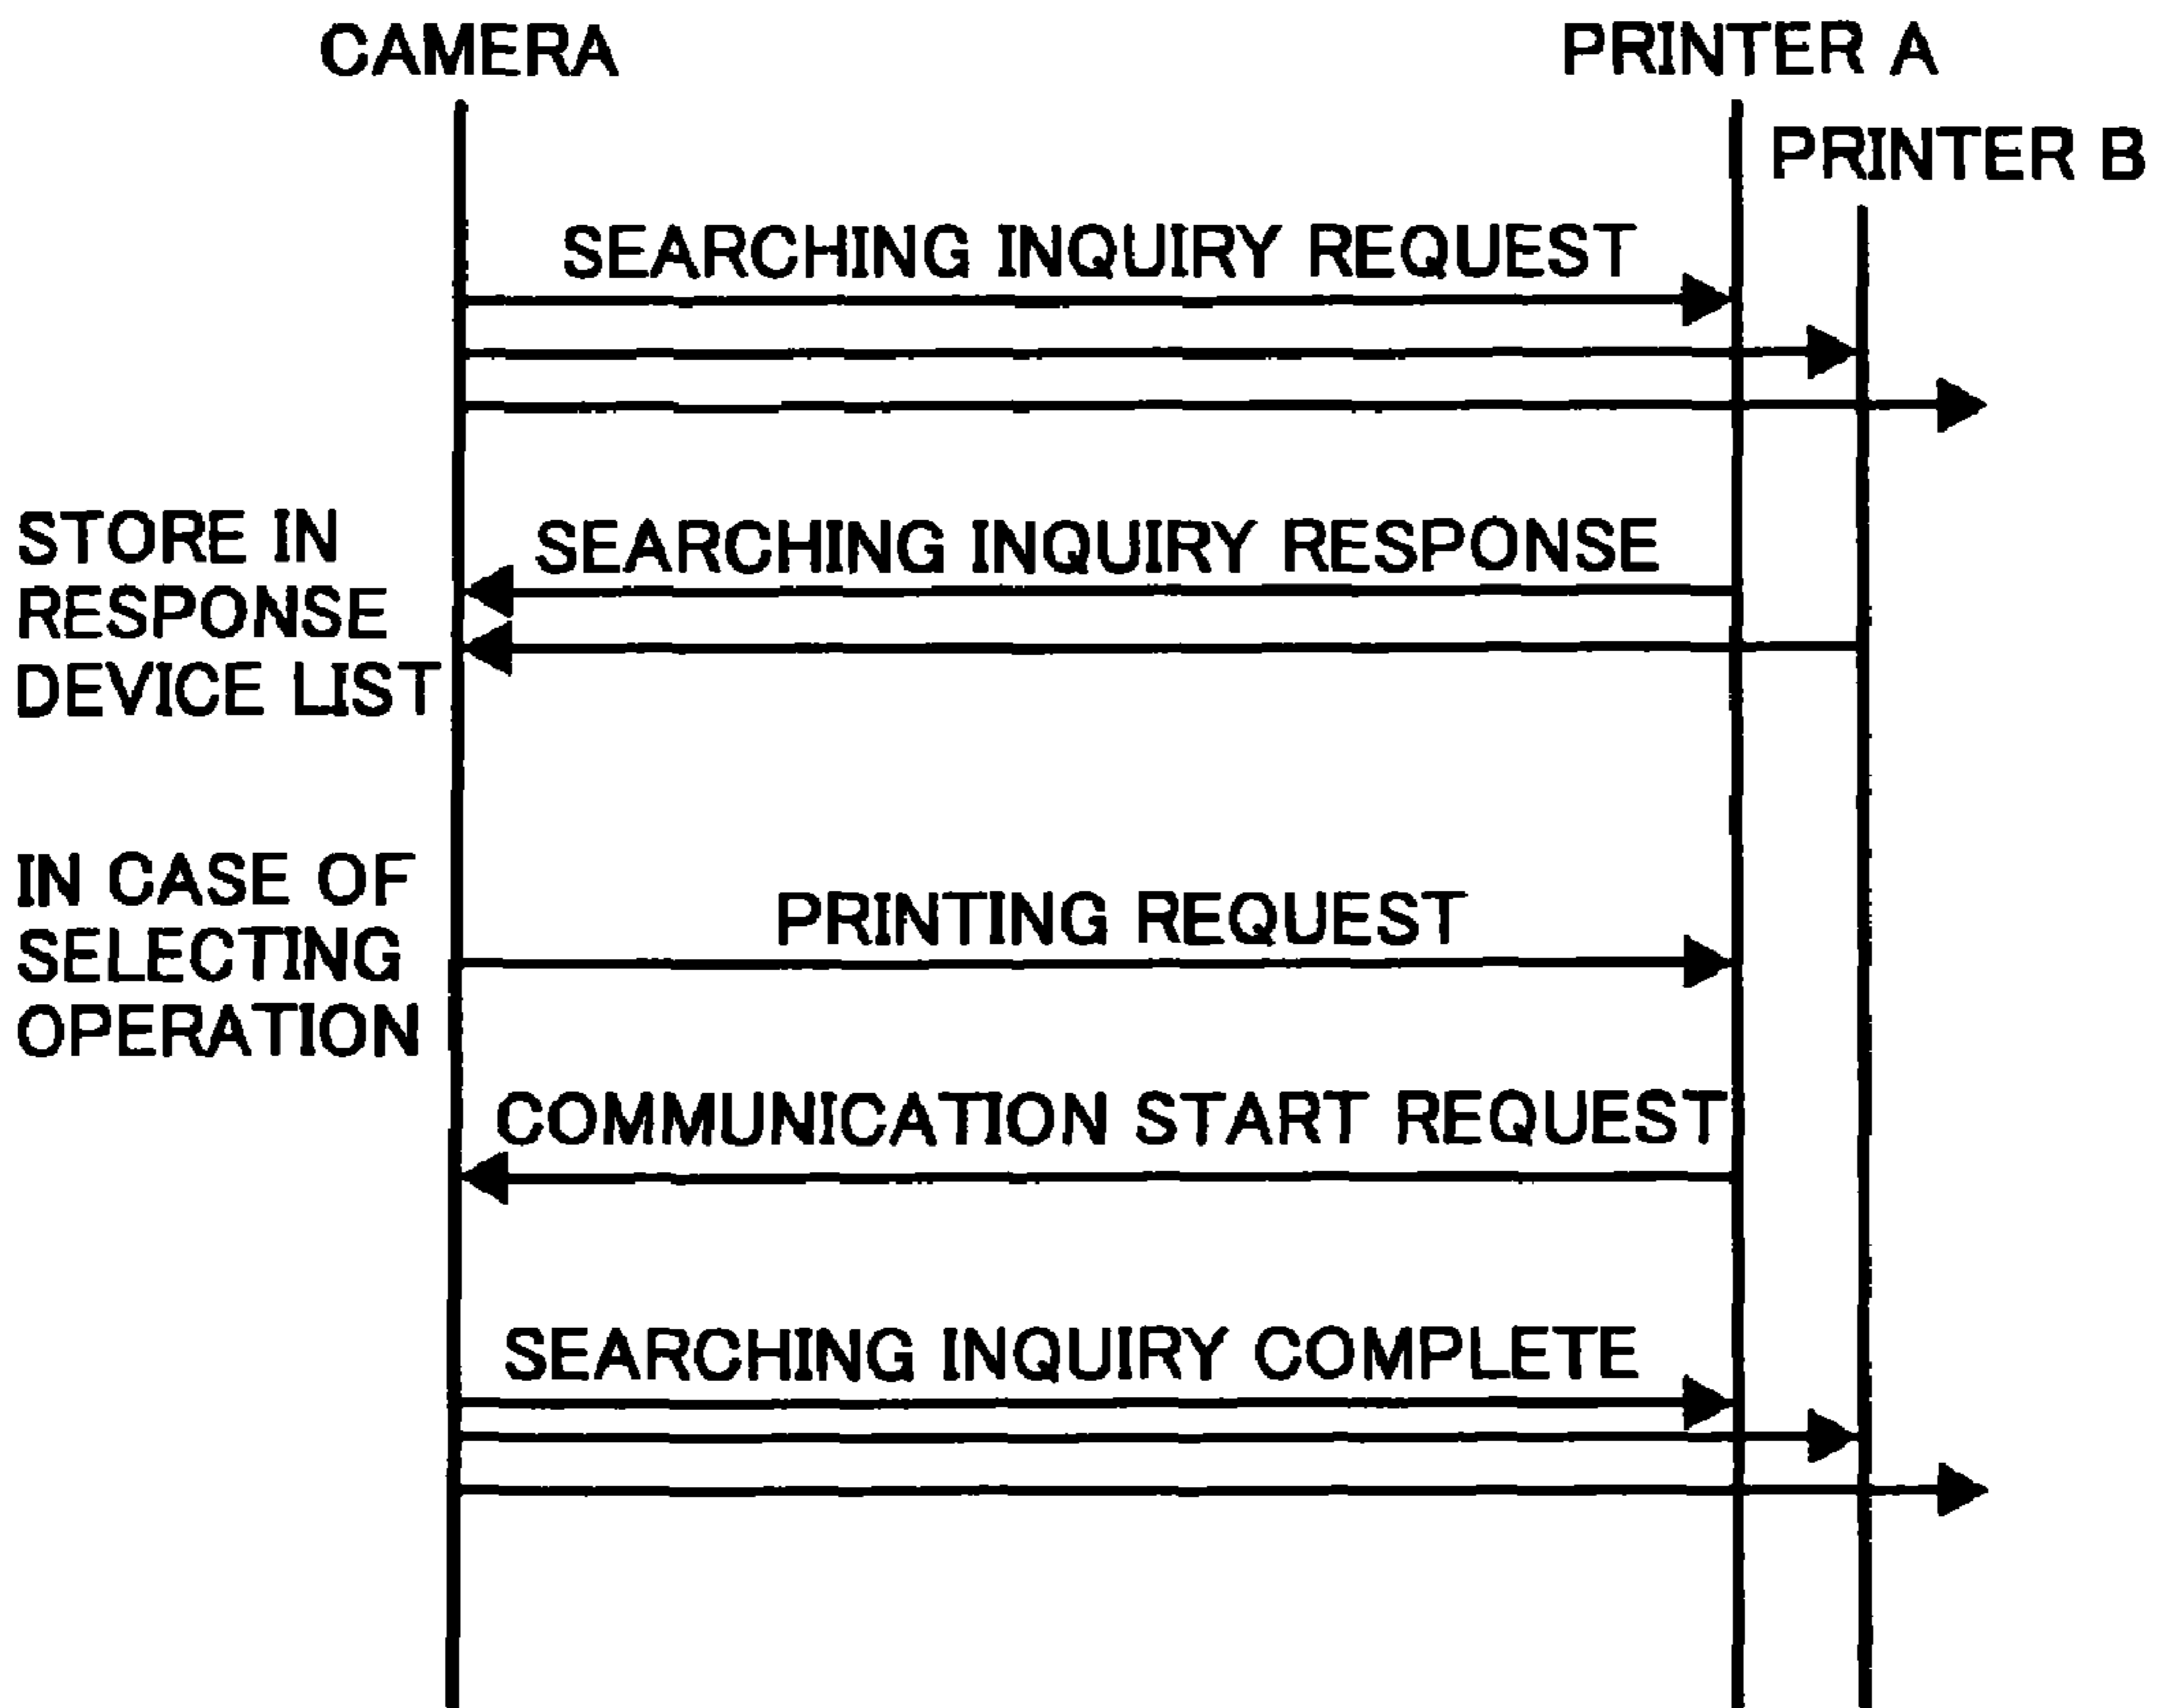 CAMERA
PRINTER A
PRINTER B
SEARCHING INQUIRY REQUEST
STORE IN
RESPONSE
DEVICE LIST
SEARCHING INQUIRY RESPONSE
IN CASE OF
SELECTING
OPERATION
PRINTING REQUEST
COMMUNICATION START REQUEST
SEARCHING INQUIRY COMPLETE